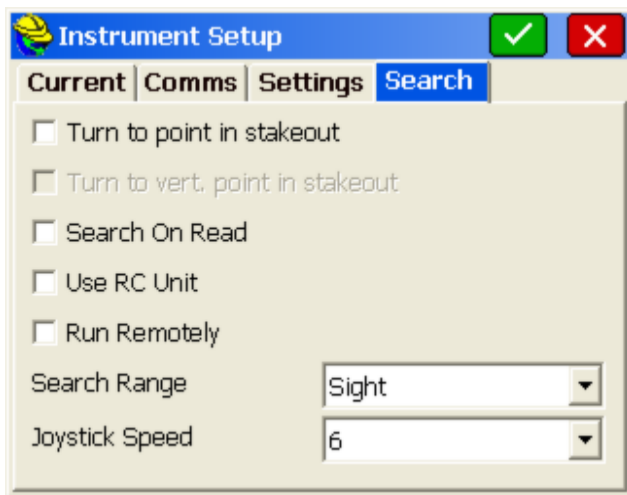 Instrument Setup
Current Comms Settings Search
Turn to point in stakeout
Turn to vert. point in stakeout
Search On Read
Use RC Unit
Run Remotely
Search Range Sight
Joystick Speed 6